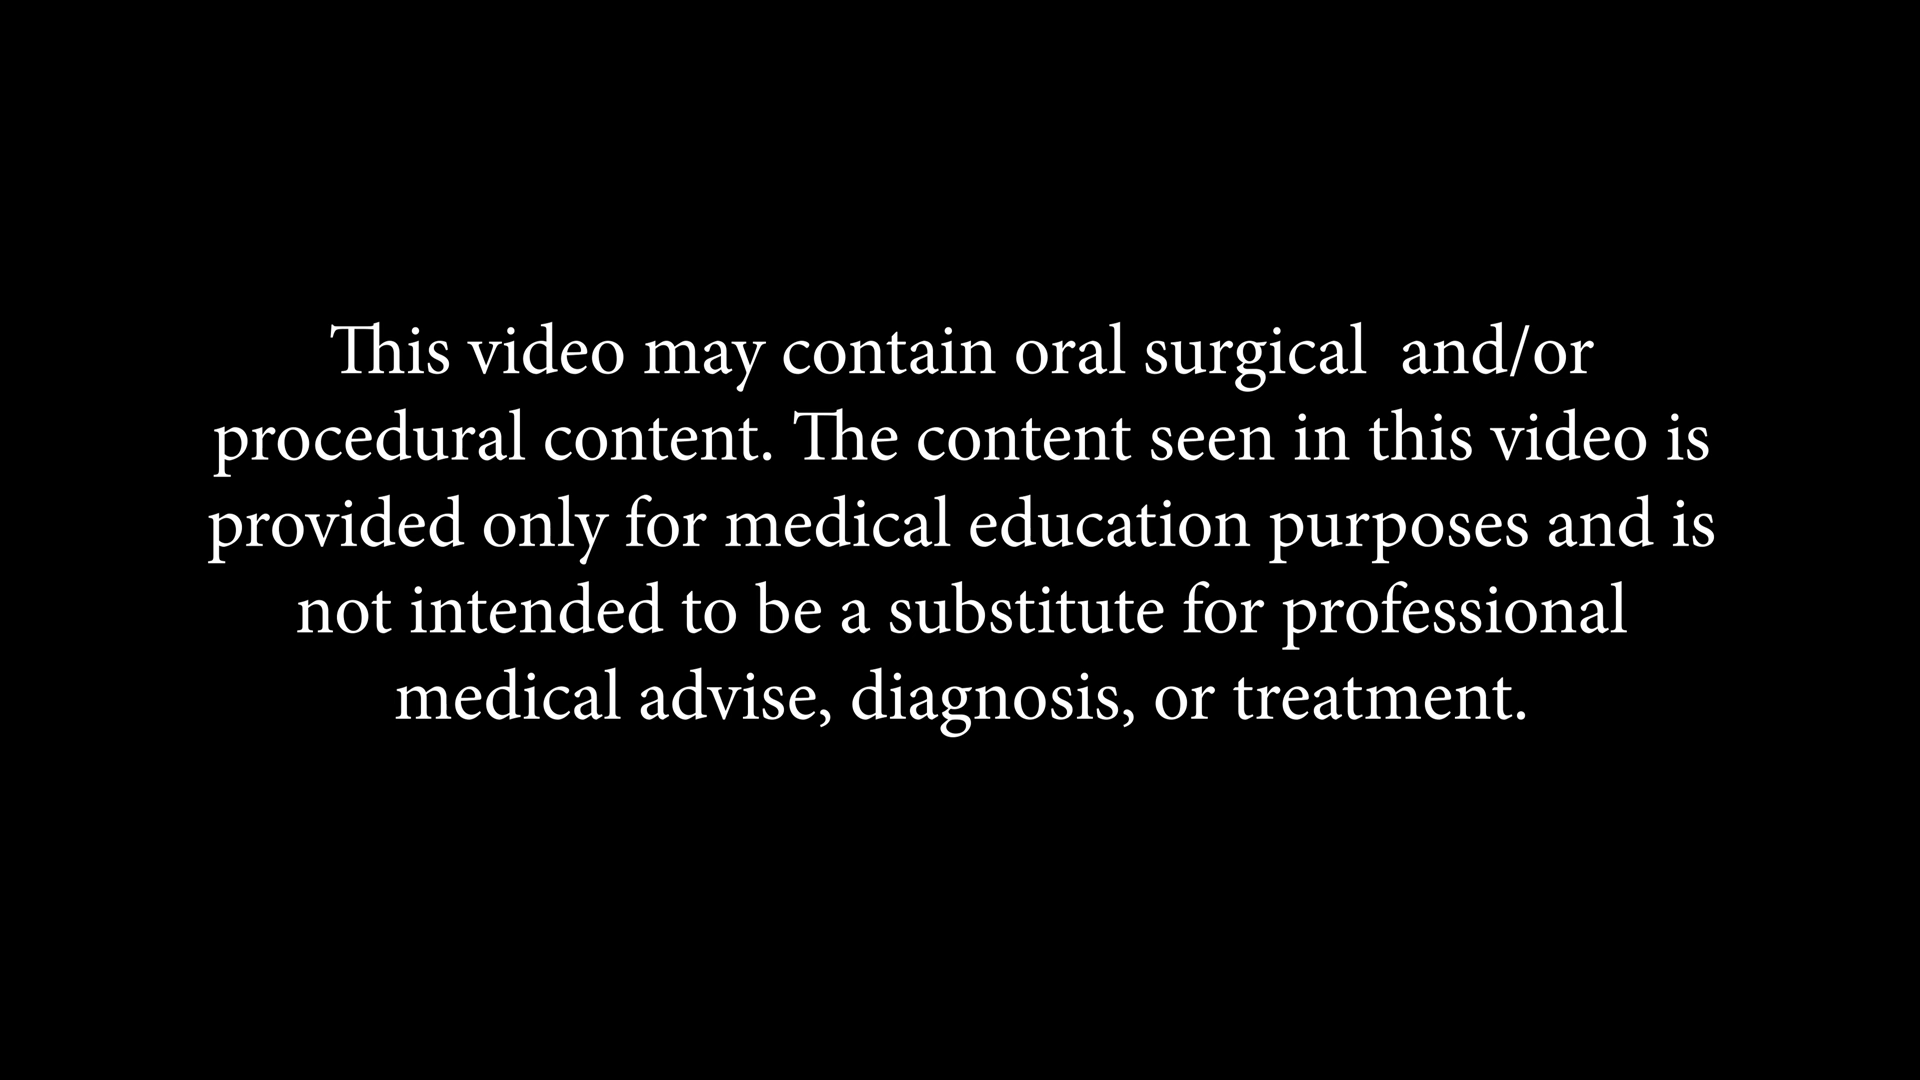 This video may contain oral surgical  and/or
procedural content. The content seen in this video is
provided only for medical education purposes and is
not intended to be a substitute for professional
medical advise, diagnosis, or treatment.